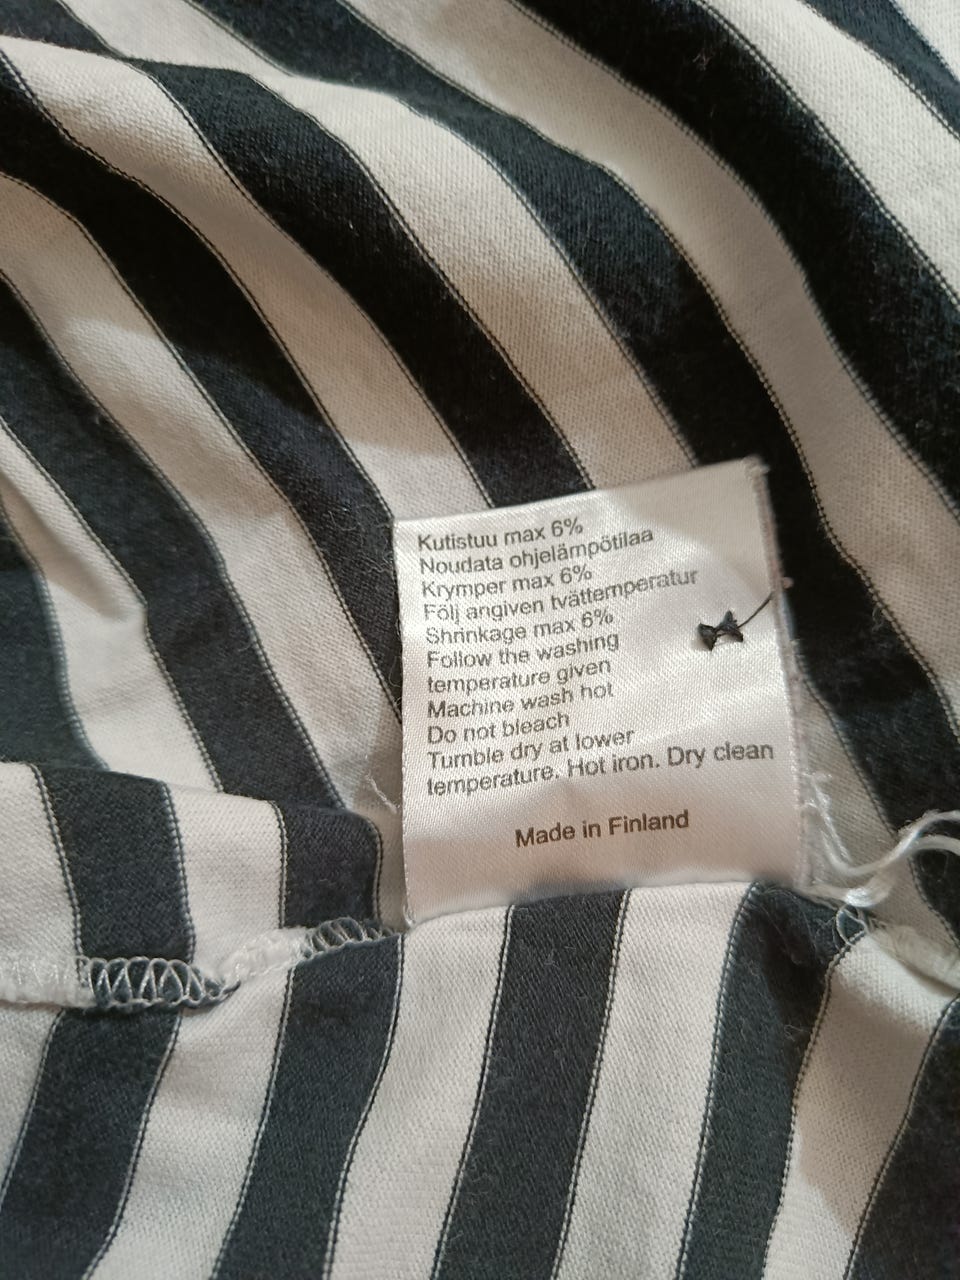 Kutistuu max 6%
Noudata ohjelämpötilaa
Krymper max 6%
Följ angiven tvättemperatur
Shrinkage max 6%
Follow the washing
temperature given
Machine wash hot
Do not bleach
Tumble dry at lower
temperature. Hot iron. Dry clean
Made in Finland